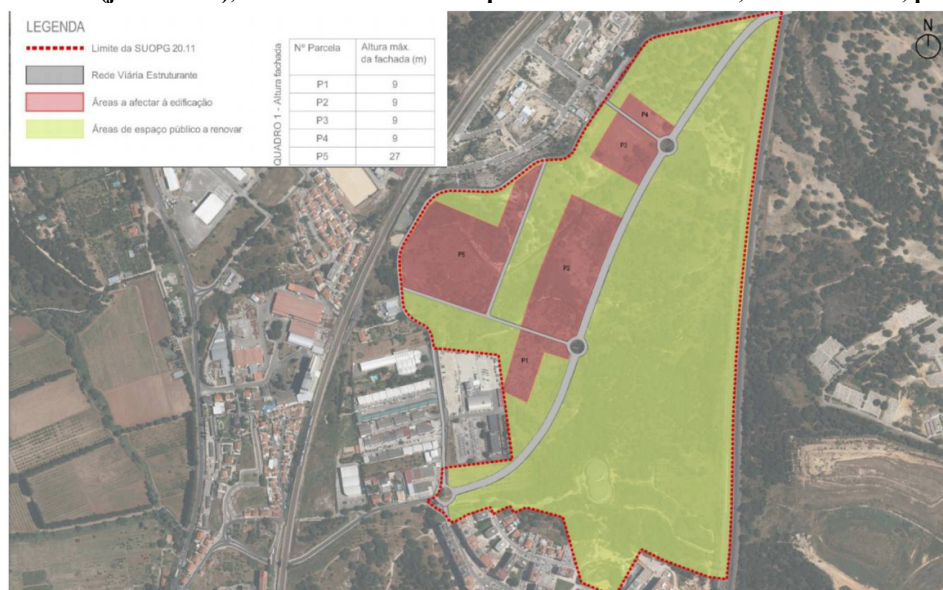 LEGENDA
Limite da SUOPG 20.11
Rede Viária Estruturante
Áreas a afectar à edificação
Áreas de espaço público a renovar
QUADRO 1 - Altura fachada
Nº Parcela Altura máx. da fachada (m)
P1 9
P2 9
P3 9
P4 9
P5 27
N
P4
P3
P5
P2
P1